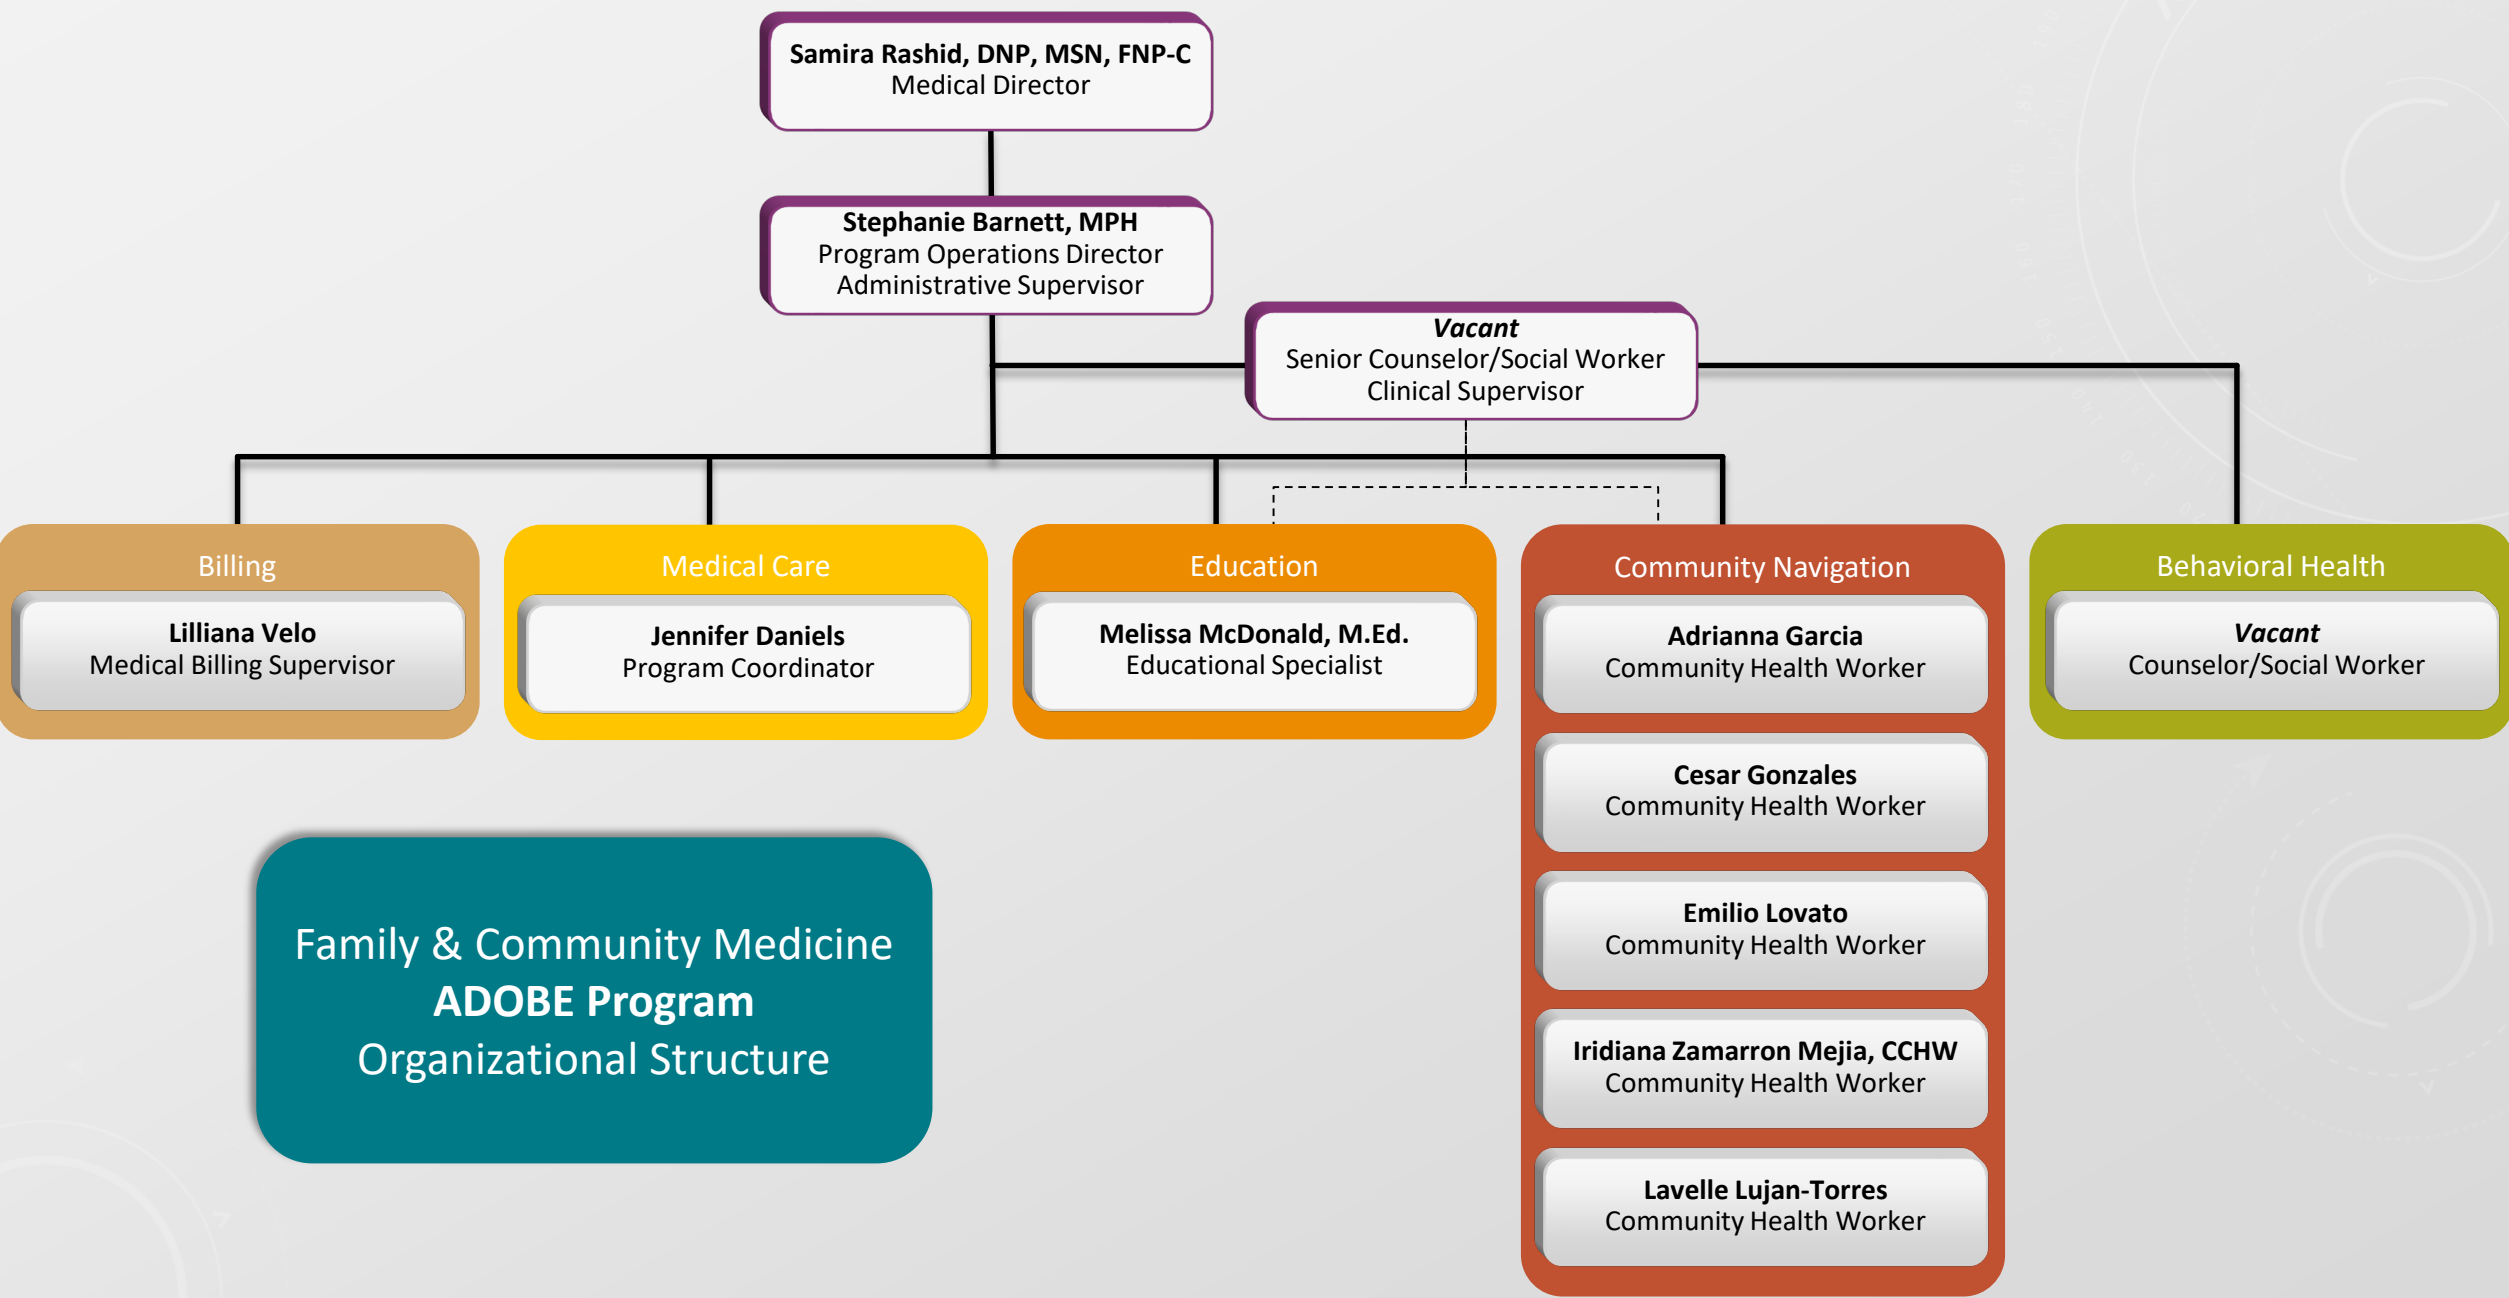 Samira Rashid, DNP, MSN, FNP-C
Medical Director
Stephanie Barnett, MPH
Program Operations Director
Administrative Supervisor
Vacant
Senior Counselor/Social Worker
Clinical Supervisor
Billing
Lilliana Velo
Medical Billing Supervisor
Medical Care
Jennifer Daniels
Program Coordinator
Education
Melissa McDonald, M.Ed.
Educational Specialist
Community Navigation
Adrianna Garcia
Community Health Worker
Cesar Gonzales
Community Health Worker
Emilio Lovato
Community Health Worker
Iridiana Zamarron Mejia, CCHW
Community Health Worker
Lavelle Lujan-Torres
Community Health Worker
Behavioral Health
Vacant
Counselor/Social Worker
Family & Community Medicine
ADOBE Program
Organizational Structure